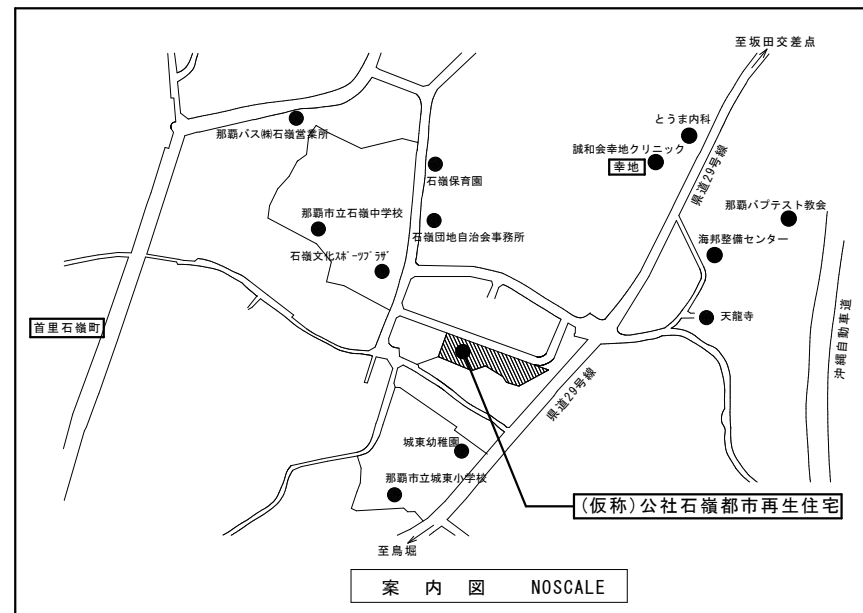 至坂田交差点
とうま内科
那覇バス㈱石嶺営業所
誠和会幸地クリニック
幸地
県道29号線
石嶺保育園
那覇バプテスト教会
那覇市立石嶺中学校
石嶺団地自治会事務所
海邦整備センター
石嶺文化ｽﾎﾟｰﾂﾌﾟﾗｻﾞ
天龍寺
首里石嶺町
沖縄自動車道
県道29号線
城東幼稚園
那覇市立城東小学校
(仮称)公社石嶺都市再生住宅
至鳥堀
案内図 NOSCALE